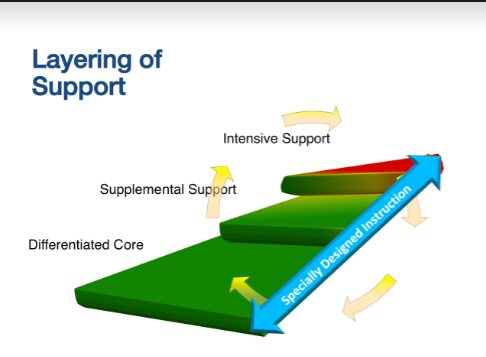 Layering of
Support
Intensive Support
Supplemental Support
Differentiated Core
Specially Designed Instruction